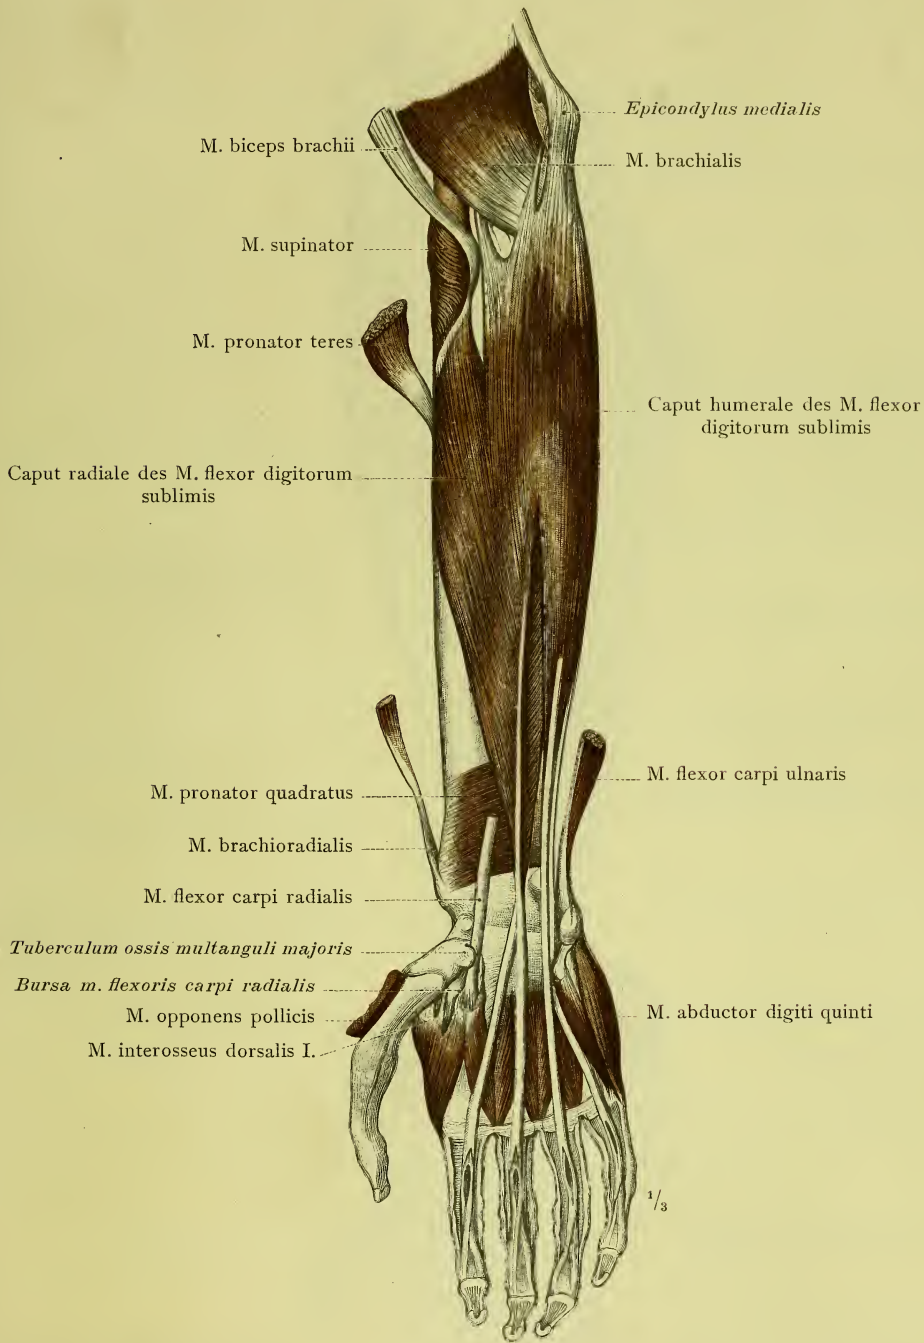 Epicondylus medialis
M. biceps brachii
M. brachialis
M. supinator
M. pronator teres
Caput humerale des M. flexor
digitorum sublimis
Caput radiale des M. flexor digitorum
sublimis
M. flexor carpi ulnaris
M. pronator quadratus
M. brachioradialis
M. flexor carpi radialis
Tuberculum ossis multanguli majoris
Bursa m. flexoris carpi radialis
M. opponens pollicis
M. abductor digiti quinti
M. interosseus dorsalis I.
1/3